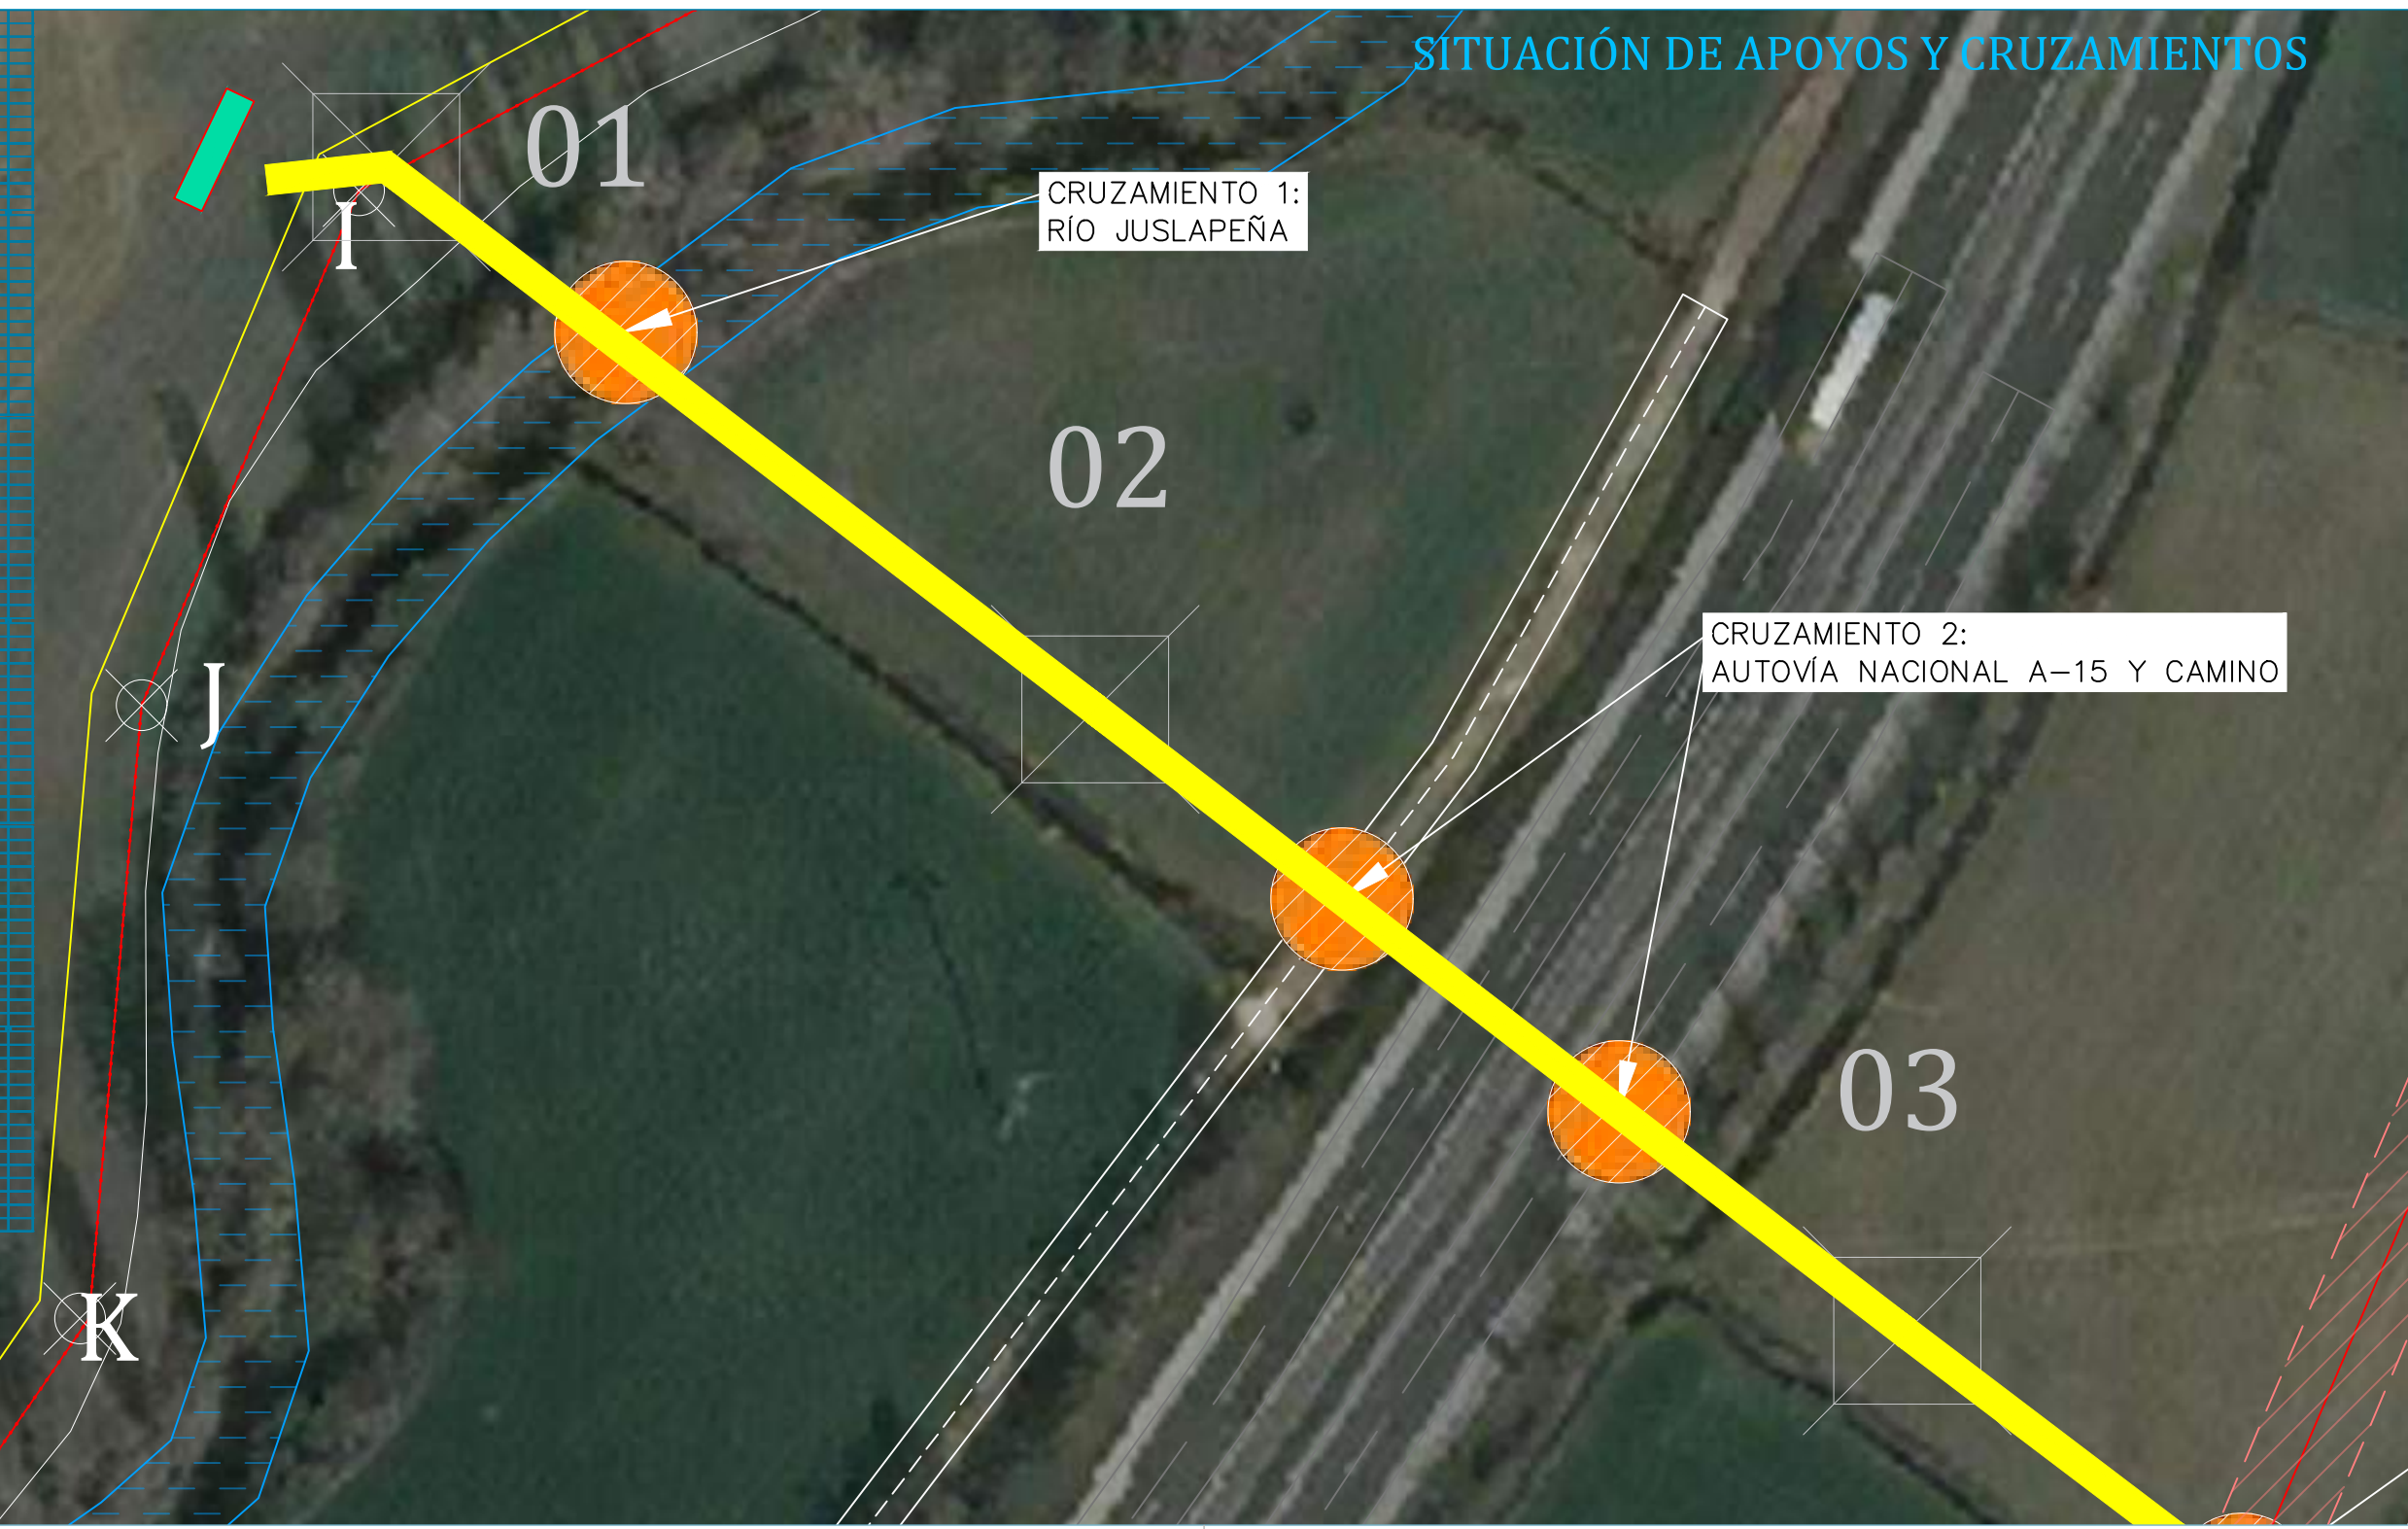 SITUACIÓN DE APOYOS Y CRUZAMIENTOS
01
CRUZAMIENTO 1:
RÍO JUSLAPEÑA
I
02
CRUZAMIENTO 2:
AUTOVÍA NACIONAL A-15 Y CAMINO
J
03
K